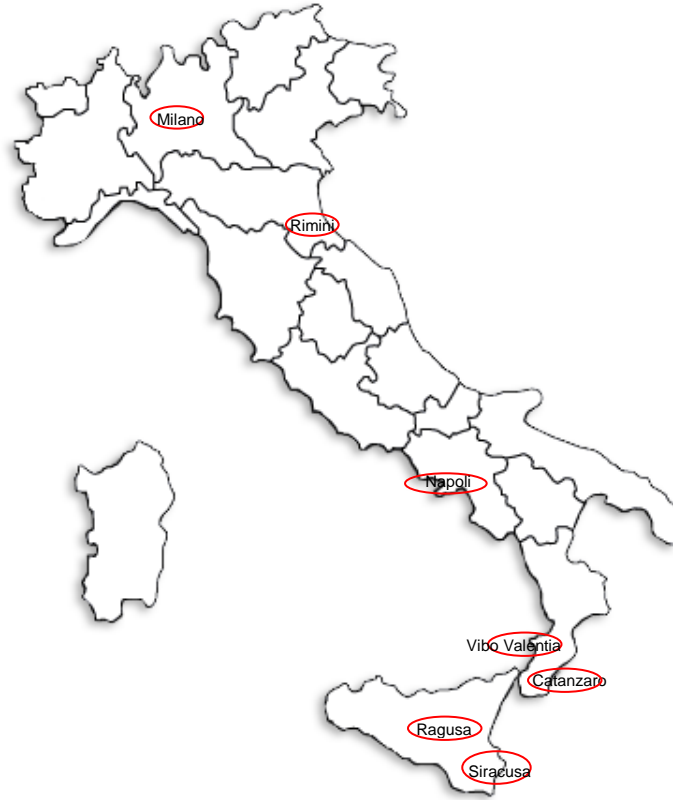 Milano
Rimini
Napoli
Vibo Valentia
Catanzaro
Ragusa
Siracusa